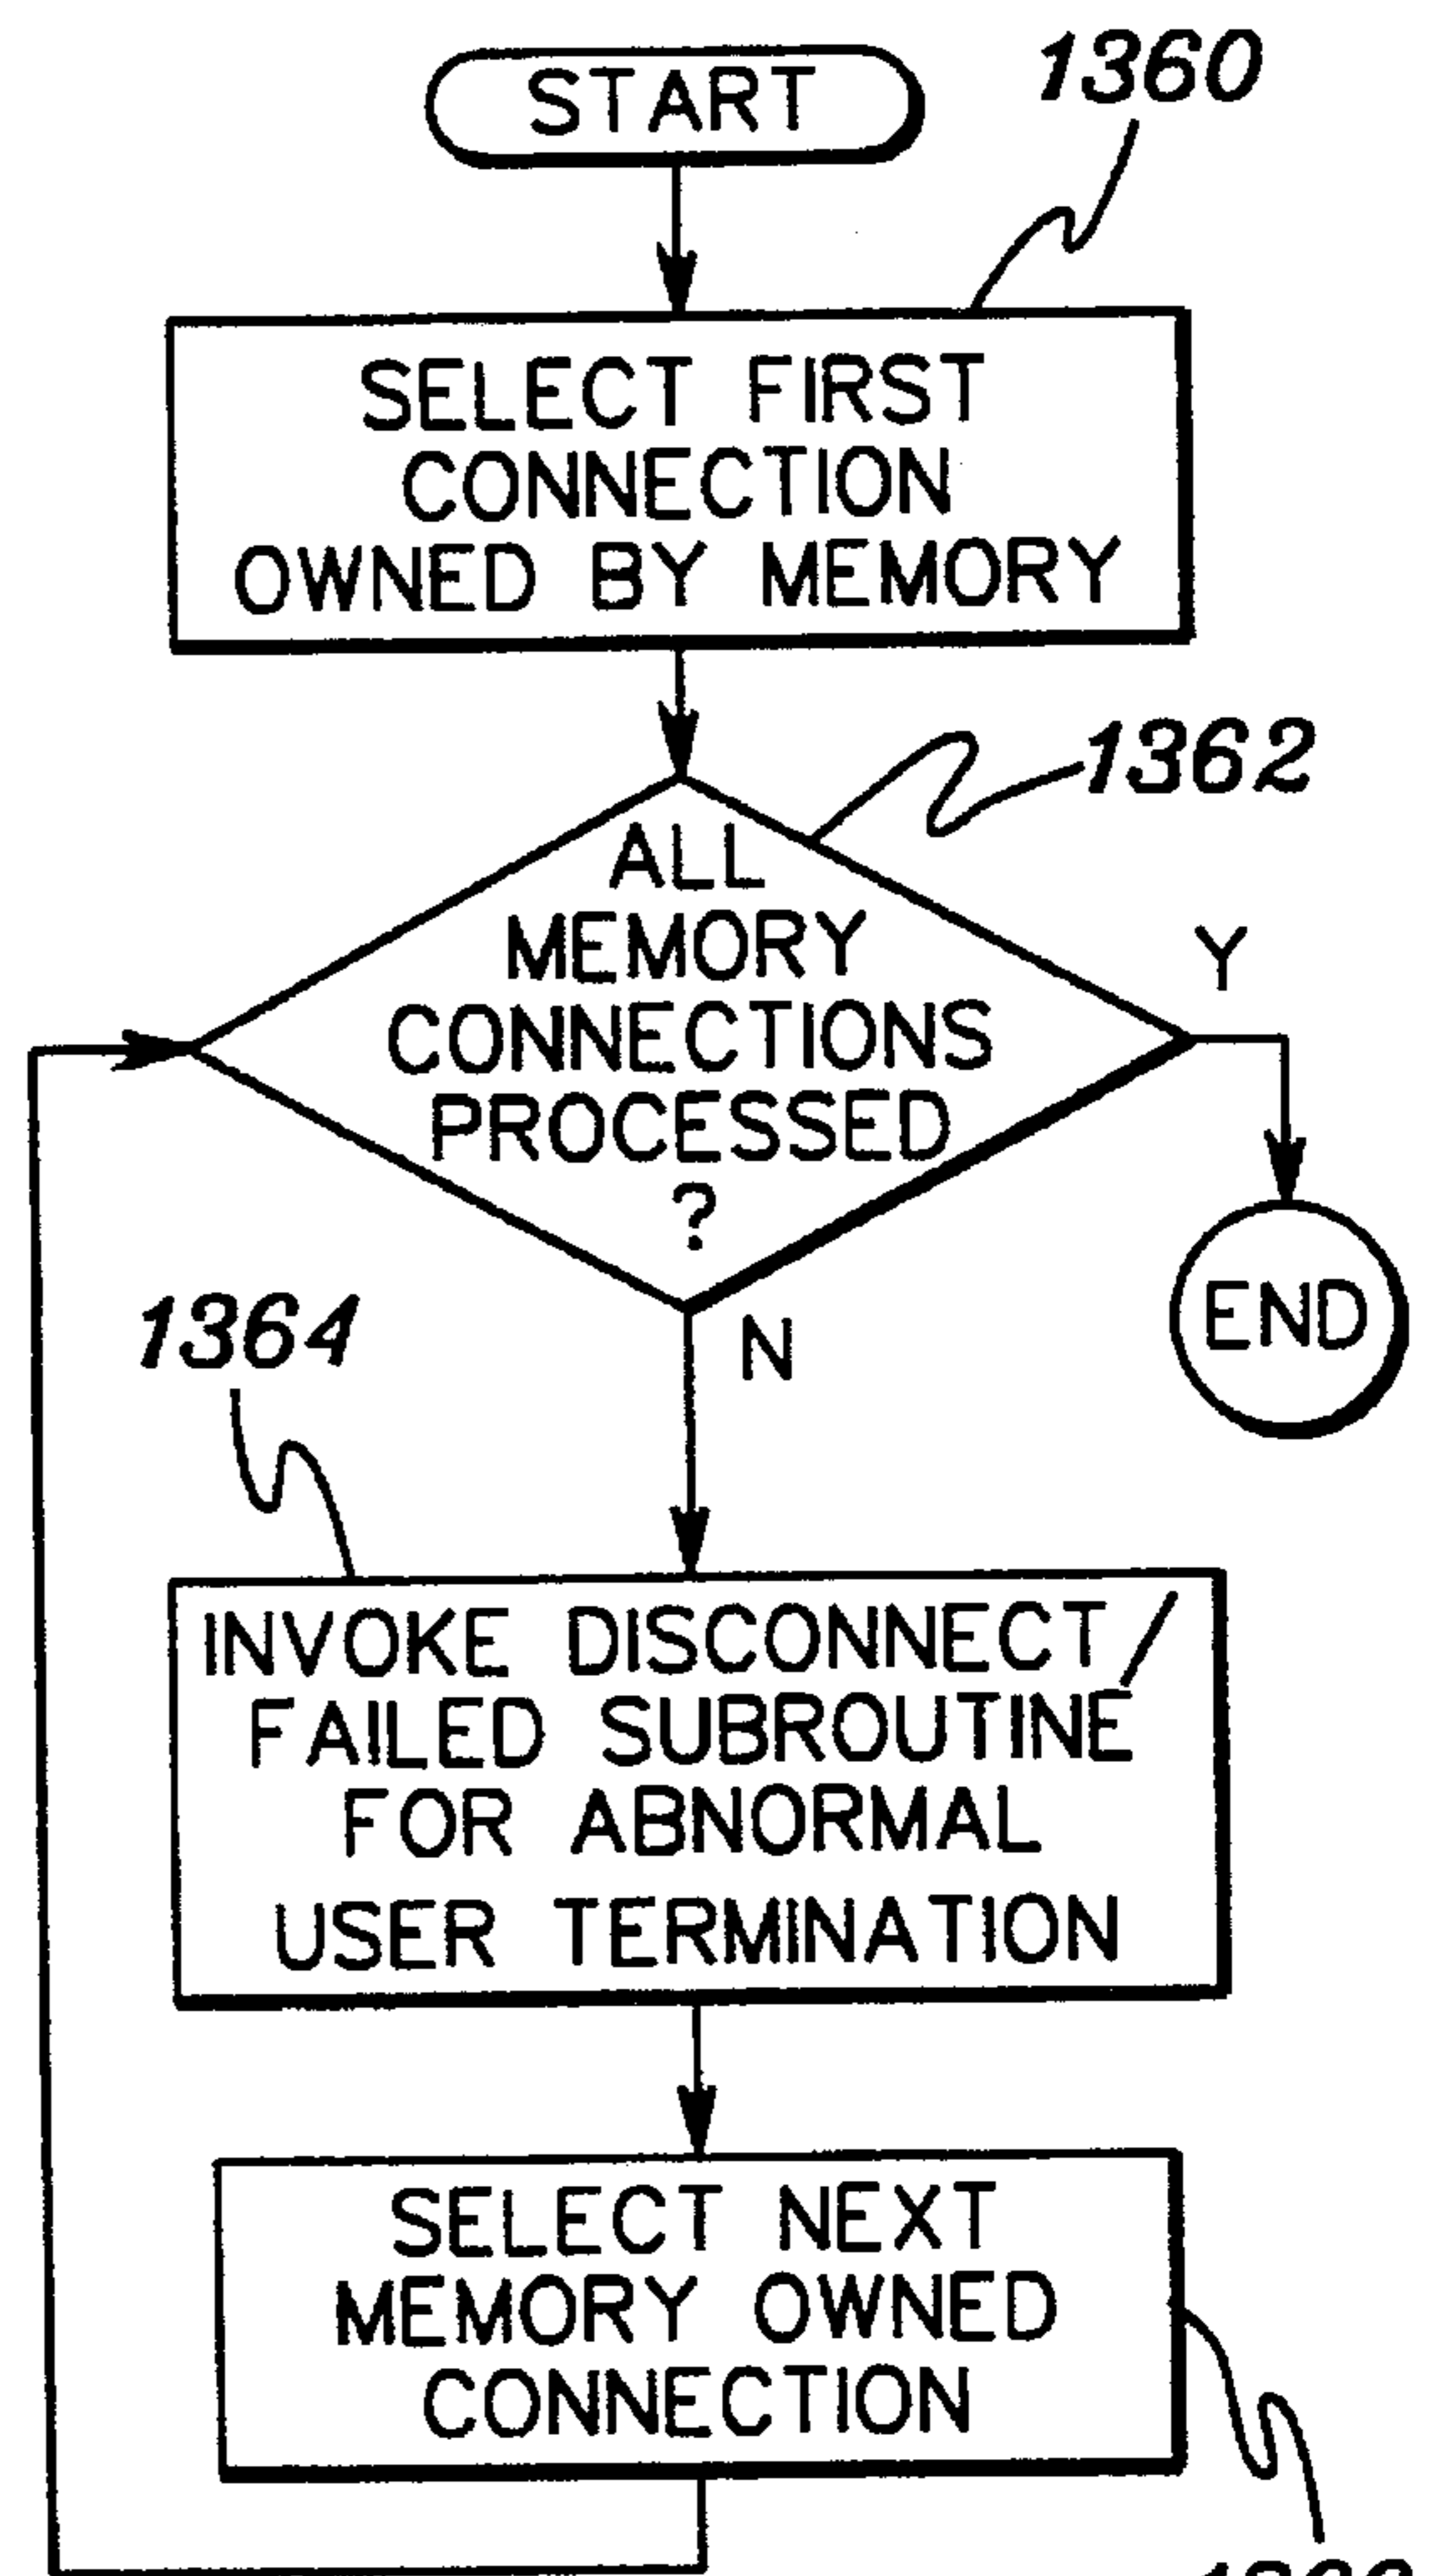 START
1360
SELECT FIRST
CONNECTION
OWNED BY MEMORY
1362
ALL
MEMORY
CONNECTIONS
PROCESSED
?
Y
END
N
1364
INVOKE DISCONNECT/
FAILED SUBROUTINE
FOR ABNORMAL
USER TERMINATION
SELECT NEXT
MEMORY OWNED
CONNECTION